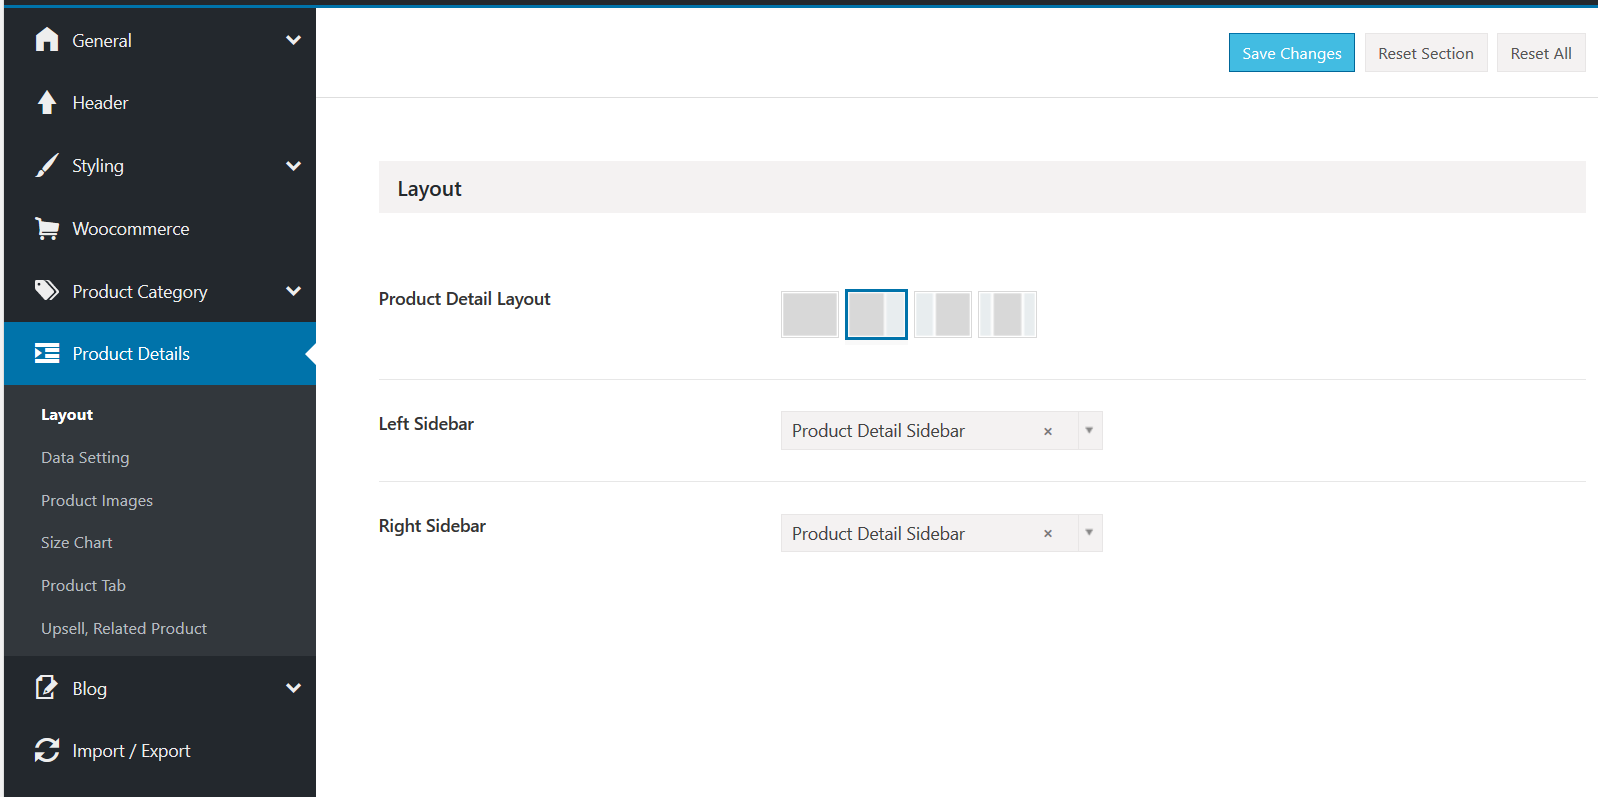 General
Header
Styling
Woocommerce
Product Category
Product Details
Layout
Data Setting
Product Images
Size Chart
Product Tab
Upsell, Related Product
Blog
Import / Export
Save Changes
Reset Section
Reset All
Layout
Product Detail Layout
Left Sidebar
Product Detail Sidebar
Right Sidebar
Product Detail Sidebar